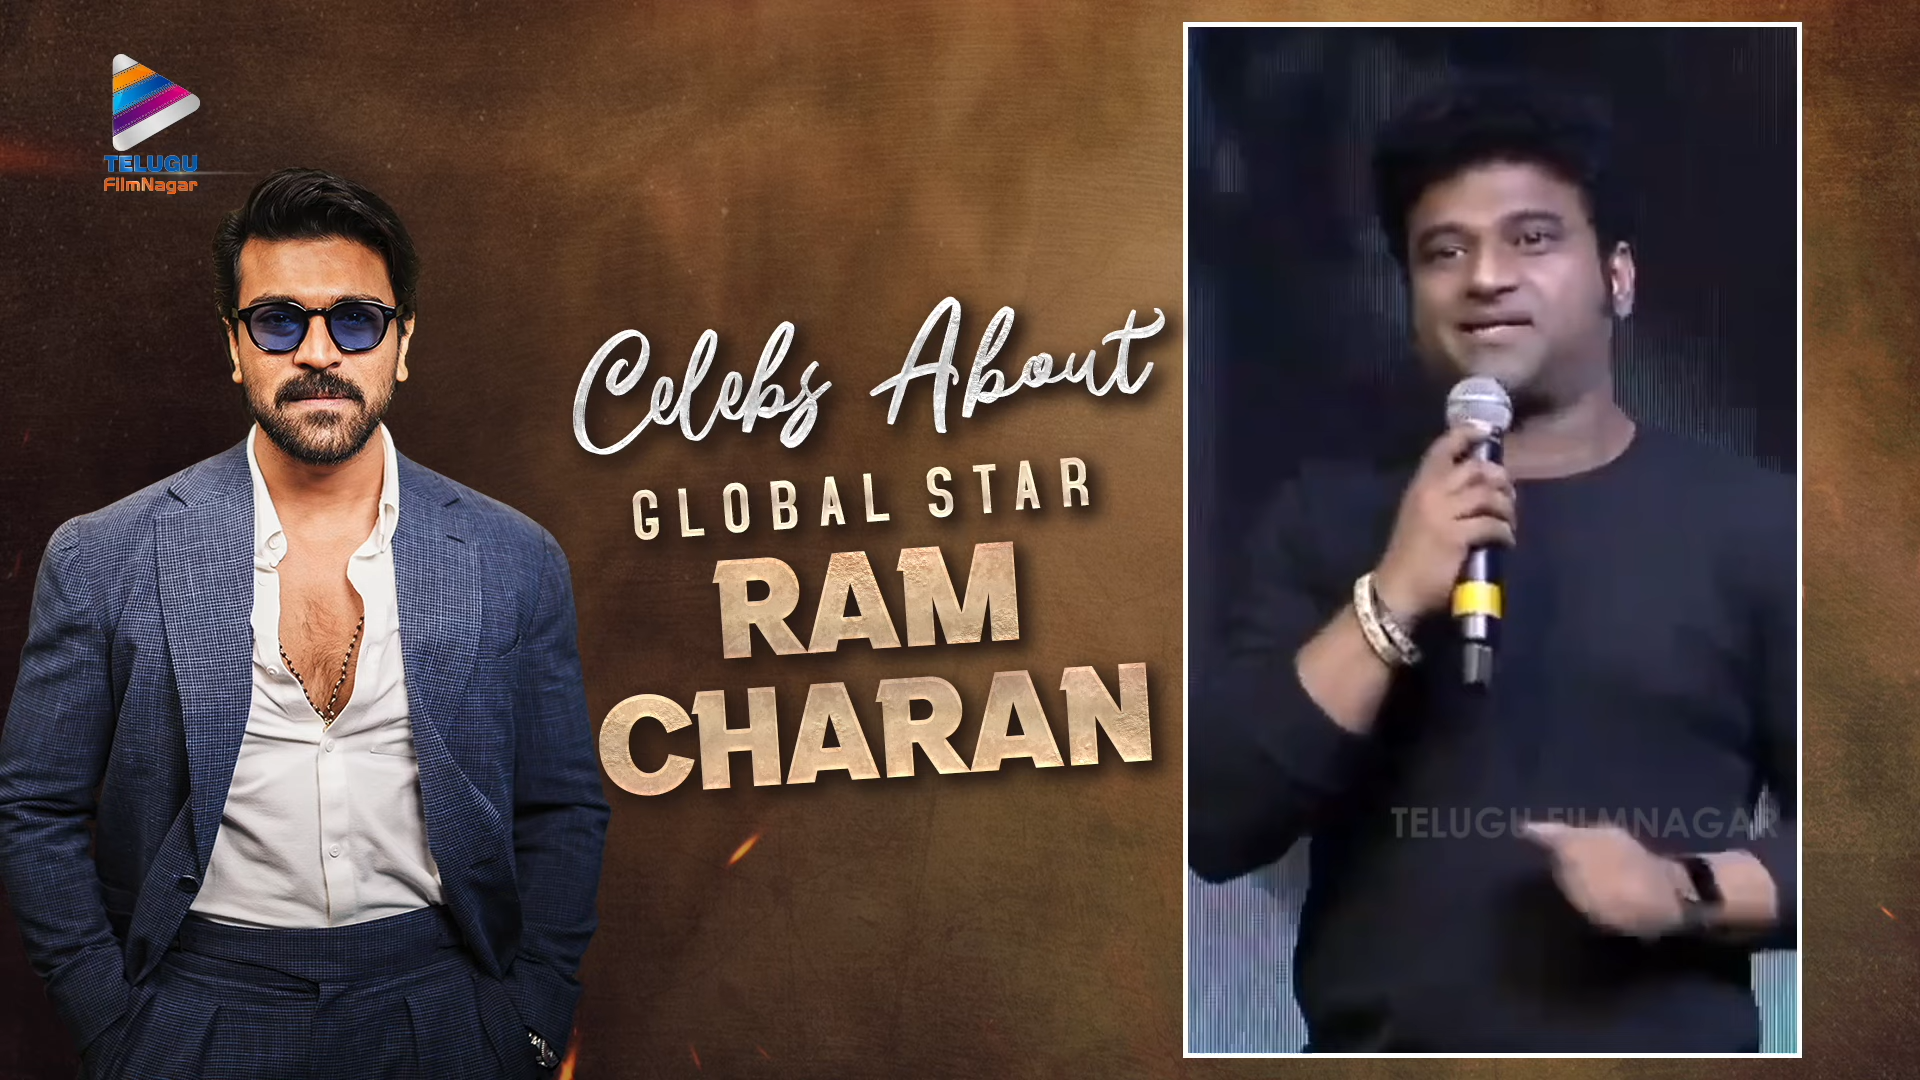 TELUGU
FilmNagar
Celebs About
GLOBAL STAR
RAM
CHARAN
TELUGU FILMNAGAR